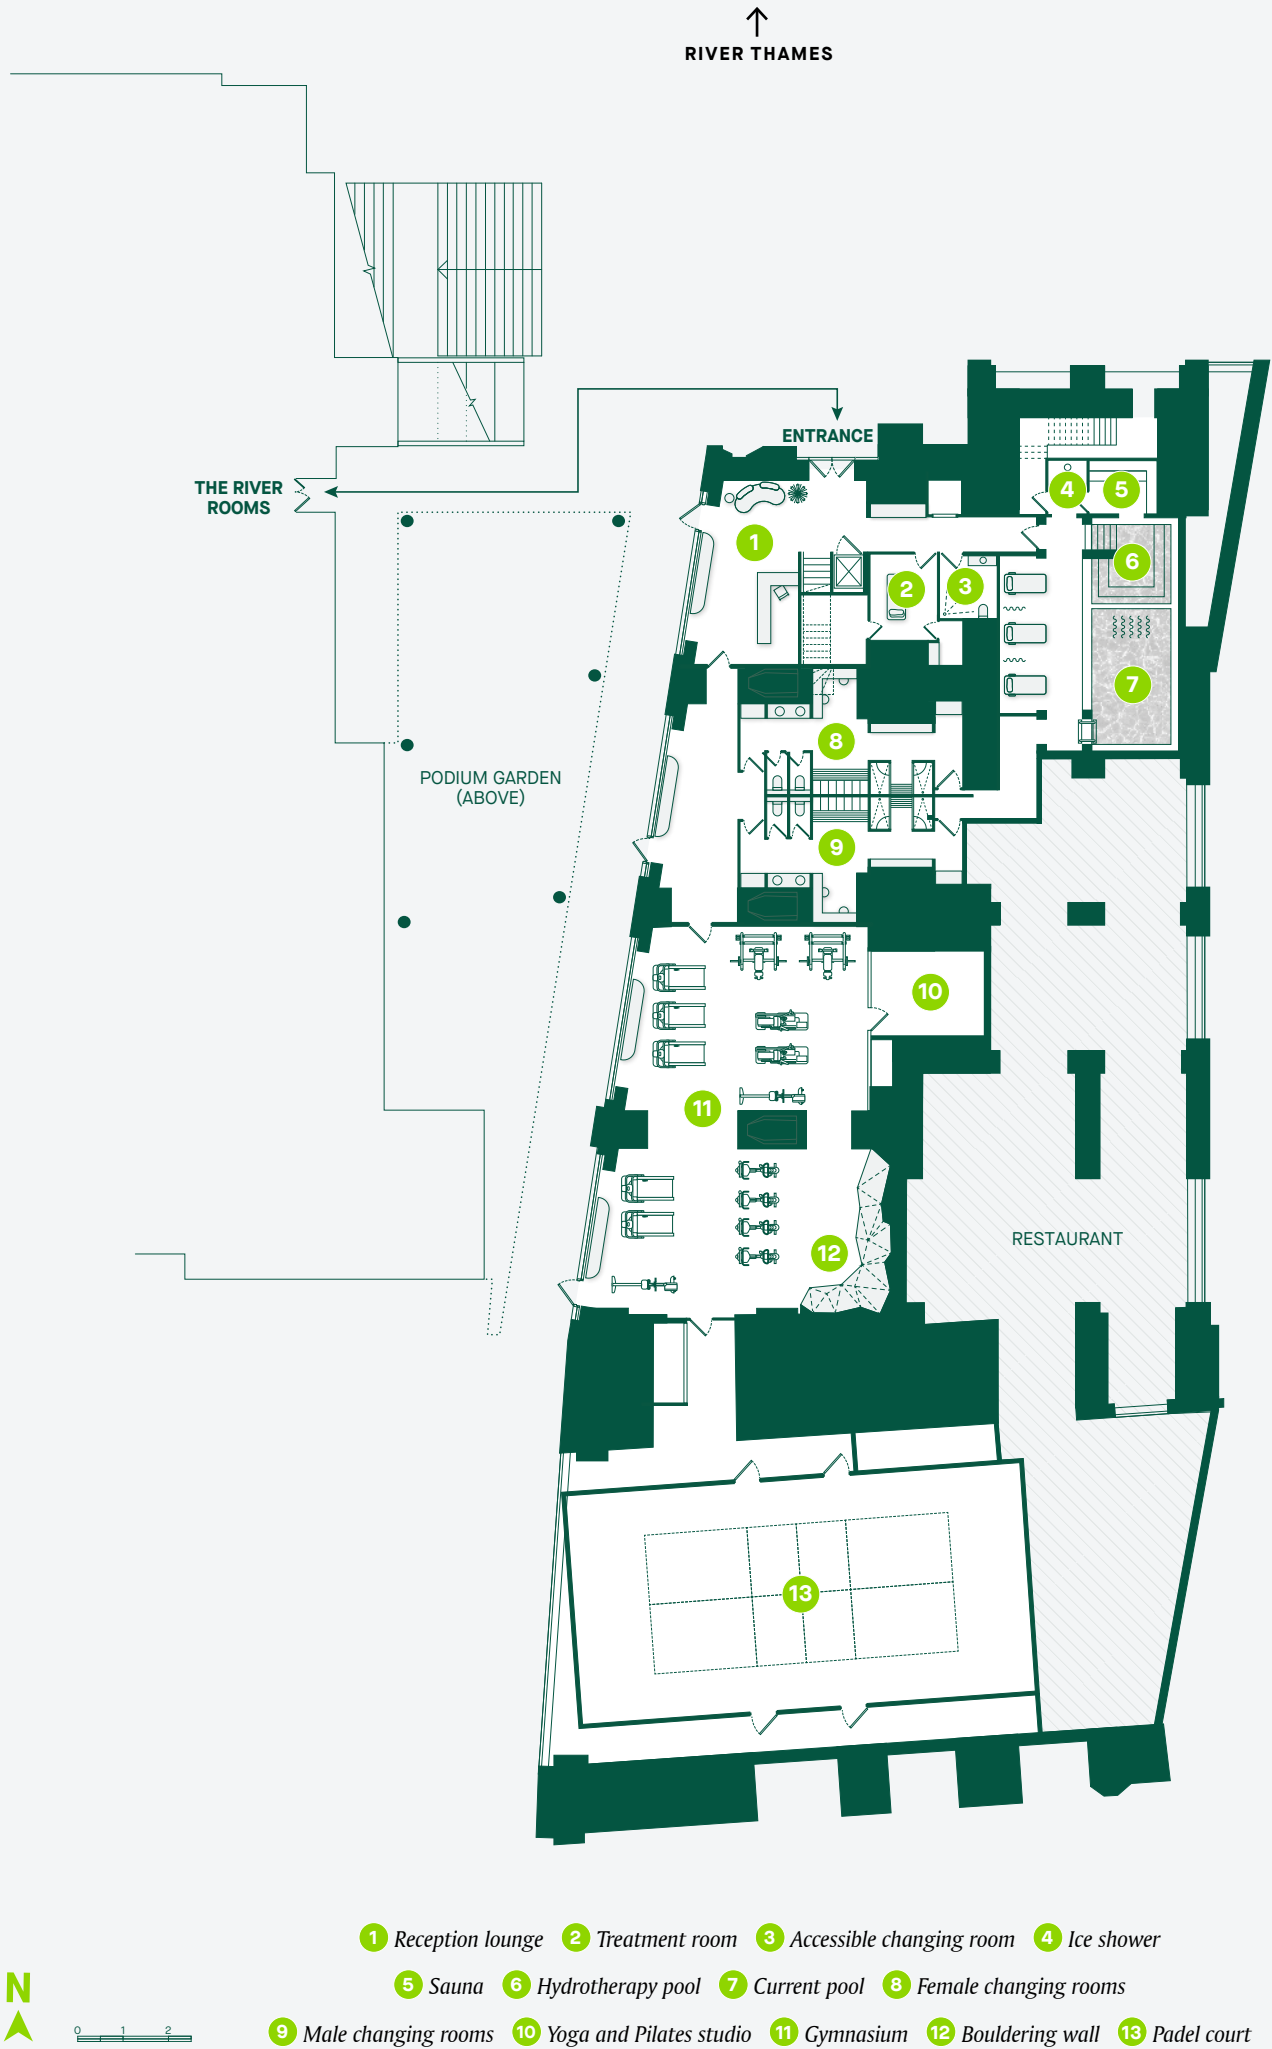 RIVER THAMES
ENTRANCE
THE RIVER
ROOMS
4
5
1
6
2
3
7
8
PODIUM GARDEN
(ABOVE)
9
10
11
RESTAURANT
12
13
1 Reception lounge 2 Treatment room 3 Accessible changing room 4 Ice shower
5 Sauna 6 Hydrotherapy pool 7 Current pool 8 Female changing rooms
9 Male changing rooms 10 Yoga and Pilates studio 11 Gymnasium 12 Bouldering wall 13 Padel court
N
0 1 2